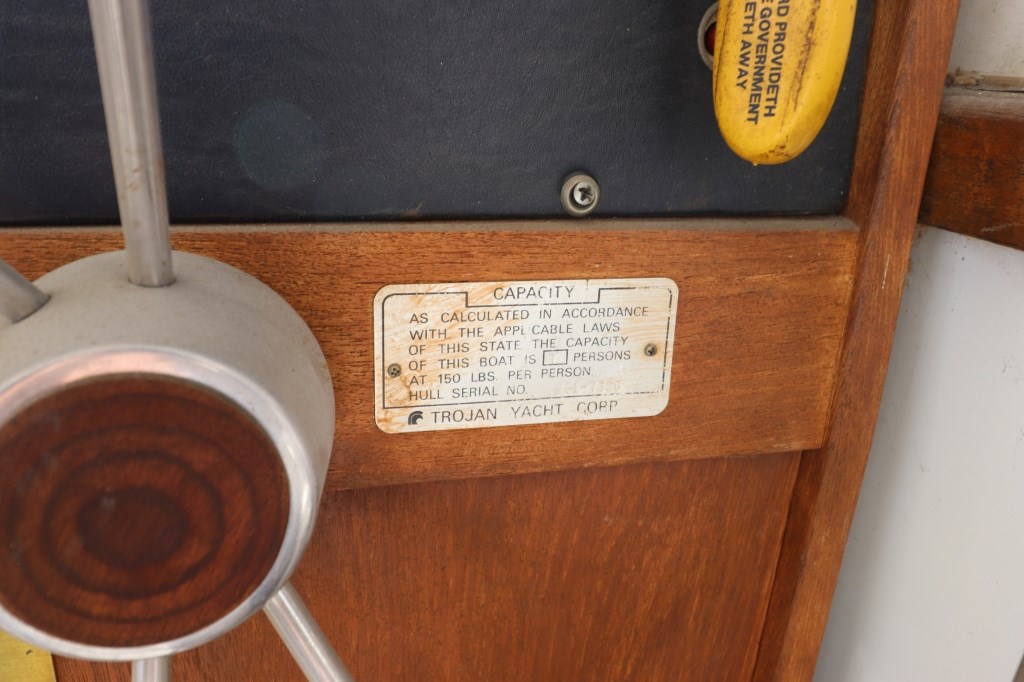 RD PROVIDETH
E GOVERNMENT
ETH AWAY
CAPACITY
AS CALCULATED IN ACCORDANCE
WITH THE APPLICABLE LAWS
OF THIS STATE THE CAPACITY
OF THIS BOAT IS PERSONS
AT 150 LBS. PER PERSON.
HULL SERIAL NO.
TROJAN YACHT CORP